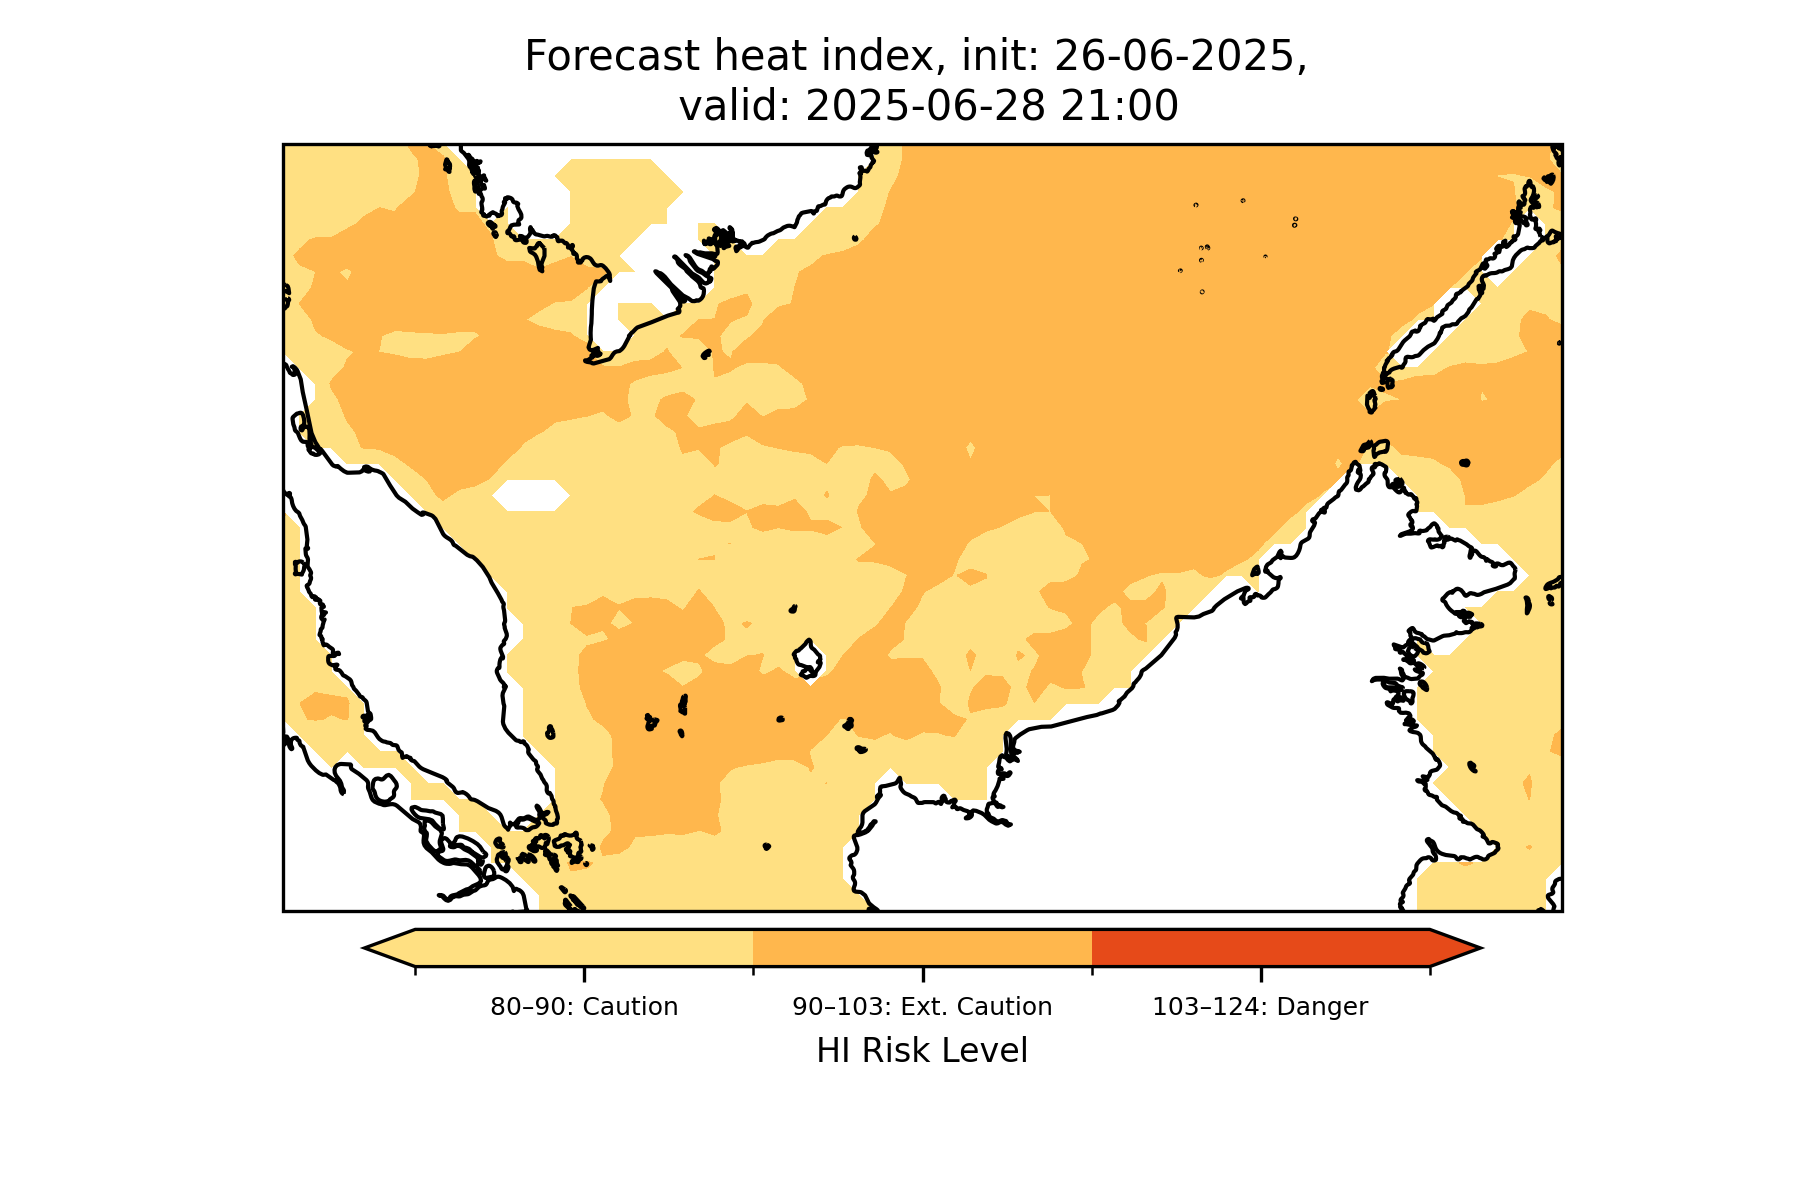 Forecast heat index, init: 26-06-2025,
valid: 2025-06-28 21:00
80–90: Caution
90–103: Ext. Caution
103–124: Danger
HI Risk Level